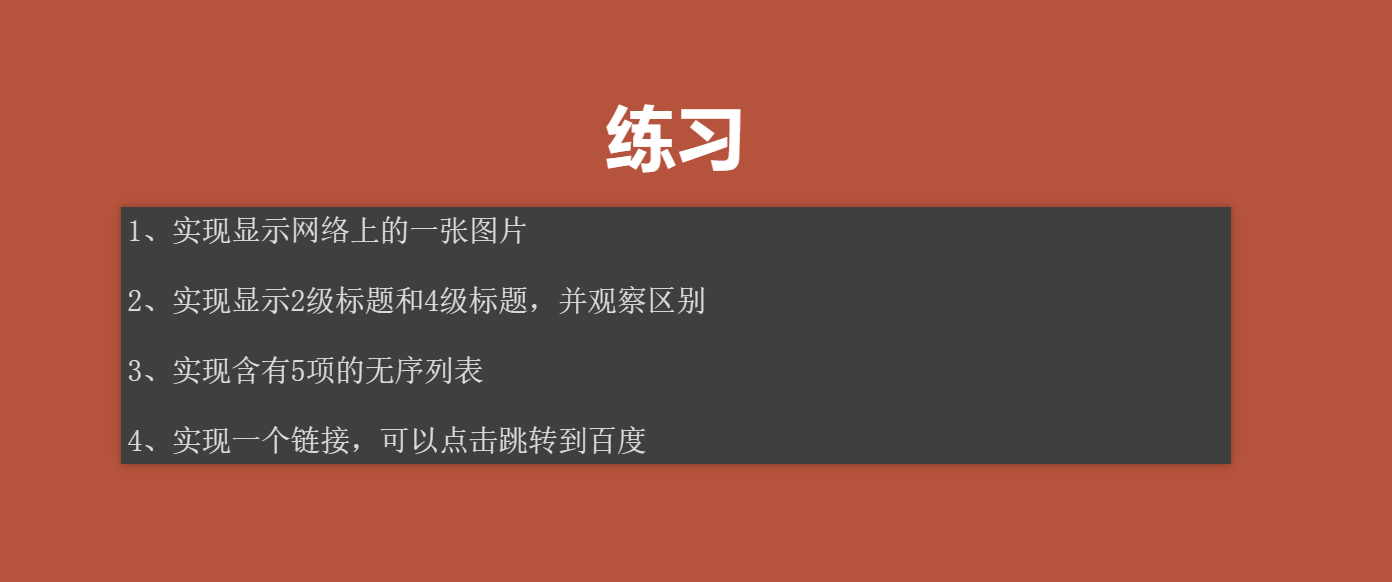 练习
1、实现显示网络上的一张图片
2、实现显示2级标题和4级标题，并观察区别
3、实现含有5项的无序列表
4、实现一个链接，可以点击跳转到百度